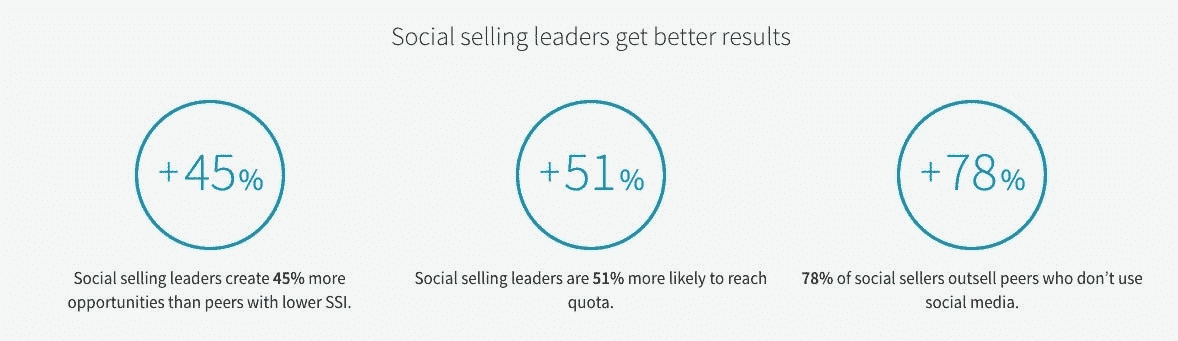 Social selling leaders get better results
+45%
+51%
+78%
Social selling leaders create 45% more
opportunities than peers with lower SSI.
Social selling leaders are 51% more likely to reach
quota.
78% of social sellers outsell peers who don’t use
social media.